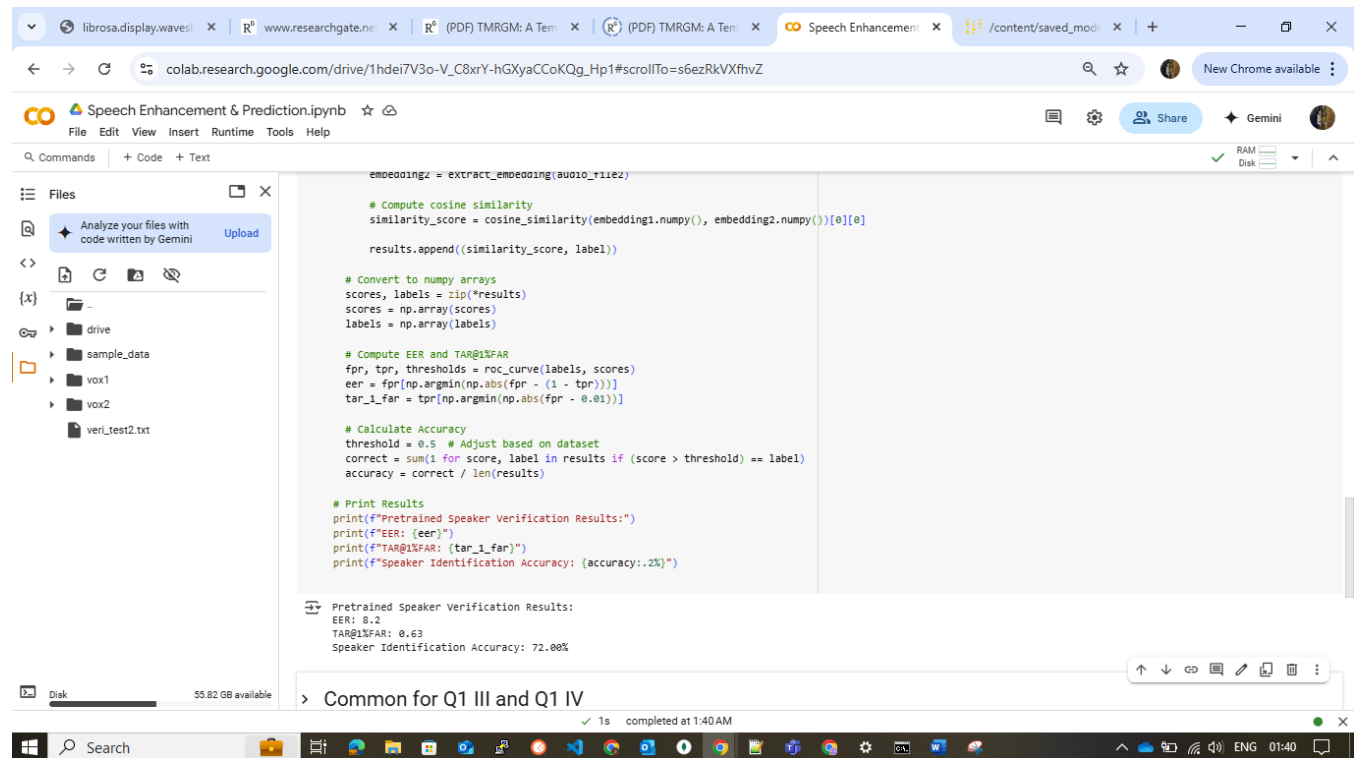 librosa.display.waves
www.researchgate.ne
(PDF) TMRGM: A Tem
(PDF) TMRGM: A Tem
Speech Enhancement
/content/saved_mode
colab.research.google.com/drive/1hdei7V3o-V_C8xrY-hGXyaCCoKQg_Hp1#scrollTo=s6ezRkVXfhvZ
New Chrome available
Speech Enhancement & Prediction.ipynb
File Edit View Insert Runtime Tools Help
Share
Gemini
Commands + Code + Text
RAM
Disk
Files
Analyze your files with
code written by Gemini
Upload
{x}
..
drive
sample_data
vox1
vox2
veri_test2.txt
Disk 55.82 GB available
embedding2 = extract_embedding(audio_file2)
# Compute cosine similarity
similarity_score = cosine_similarity(embedding1.numpy(), embedding2.numpy())[0][0]
results.append((similarity_score, label))
# Convert to numpy arrays
scores, labels = zip(*results)
scores = np.array(scores)
labels = np.array(labels)
# Compute EER and TAR@1%FAR
fpr, tpr, thresholds = roc_curve(labels, scores)
eer = fpr[np.argmin(np.abs(fpr - (1 - tpr)))]
tar_1_far = tpr[np.argmin(np.abs(fpr - 0.01))]
# Calculate Accuracy
threshold = 0.5 # Adjust based on dataset
correct = sum(1 for score, label in results if (score > threshold) == label)
accuracy = correct / len(results)
# Print Results
print(f"Pretrained Speaker Verification Results:")
print(f"EER: {eer}")
print(f"TAR@1%FAR: {tar_1_far}")
print(f"Speaker Identification Accuracy: {accuracy:.2%}")
Pretrained Speaker Verification Results:
EER: 8.2
TAR@1%FAR: 0.63
Speaker Identification Accuracy: 72.00%
Common for Q1 III and Q1 IV
1s completed at 1:40 AM
Search
ENG 01:40